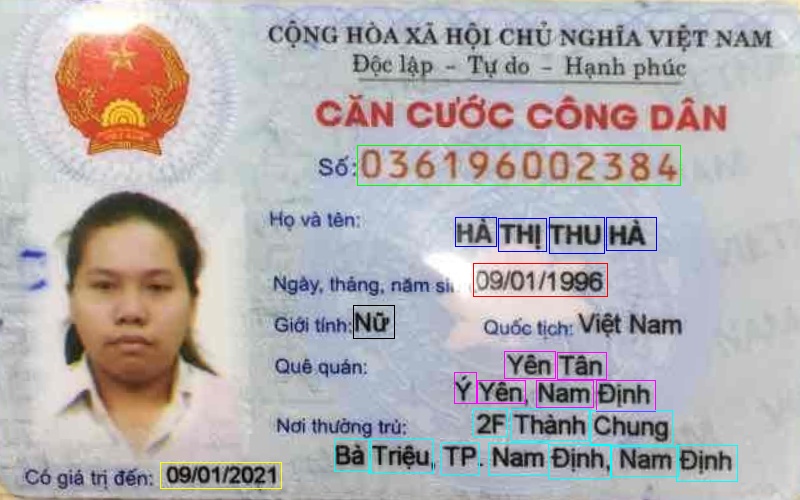 CỘNG HÒA XÃ HỘI CHỦ NGHĨA VIỆT NAM
Độc lập - Tự do - Hạnh phúc
CĂN CƯỚC CÔNG DÂN
Số: 036196002384
Họ và tên:
HÀ THỊ THU HÀ
Ngày, tháng, năm sinh: 09/01/1996
Giới tính: Nữ Quốc tịch: Việt Nam
Quê quán: Yên Tân
Ý Yên, Nam Định
Nơi thường trú: 2F Thành Chung
Bà Triệu, TP. Nam Định, Nam Định
Có giá trị đến: 09/01/2021